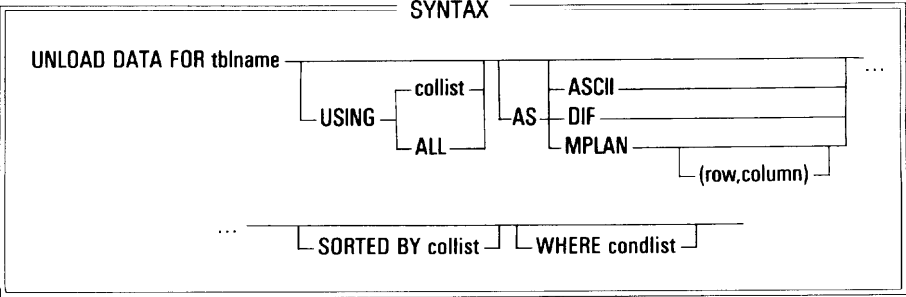 SYNTAX
UNLOAD DATA FOR tblname
...
collist
ASCII
USING
AS
DIF
ALL
MPLAN
(row,column)
...
SORTED BY collist
WHERE condlist